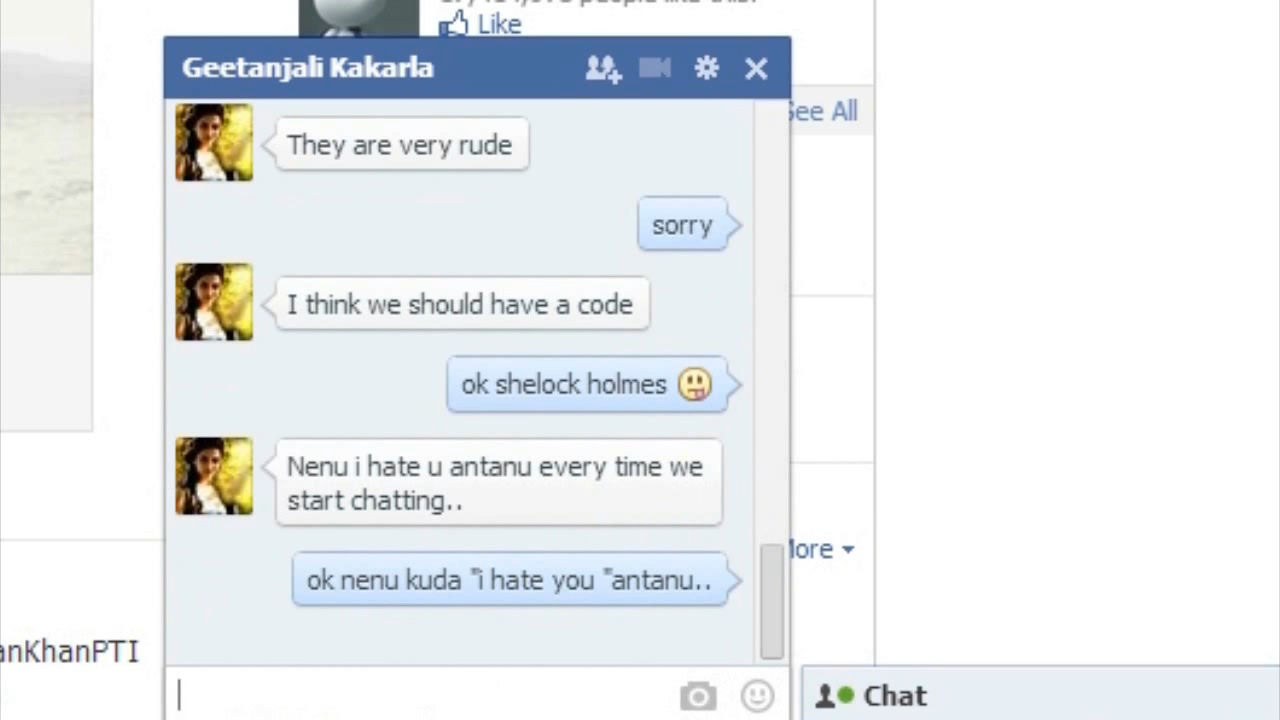 Like
Geetanjali Kakarla
See All
They are very rude
sorry
I think we should have a code
ok shelock holmes
Nenu i hate u antanu every time we
start chatting..
More
ok nenu kuda "i hate you "antanu..
anKhanPTI
Chat